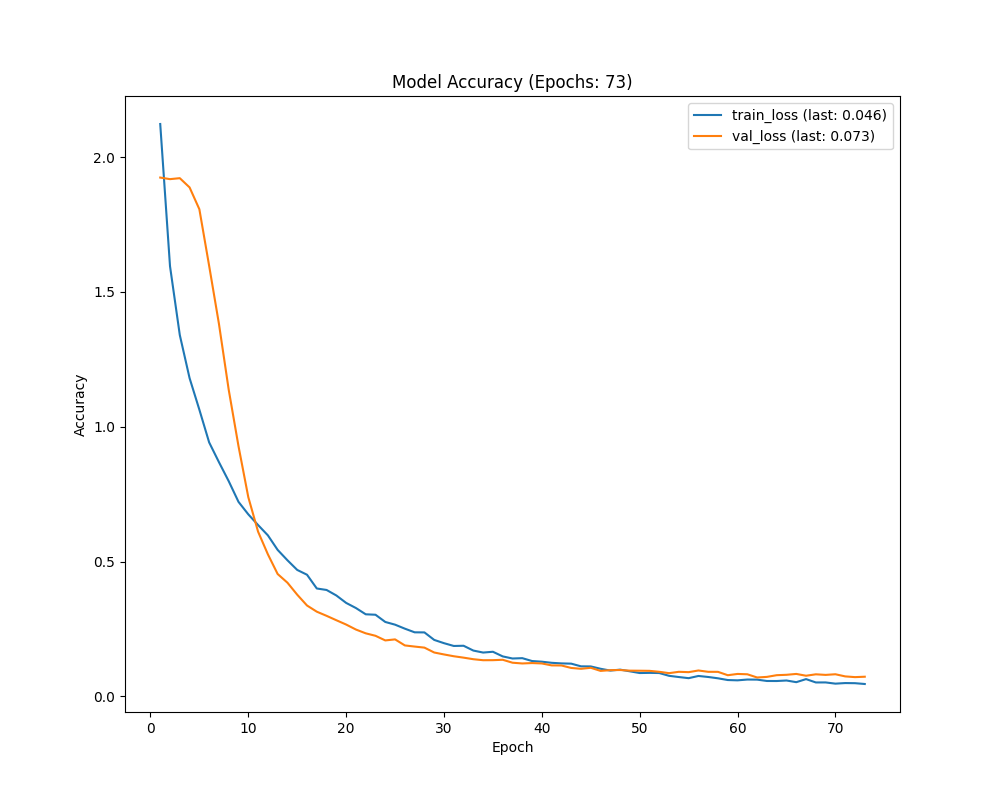 Model Accuracy (Epochs: 73)
train_loss (last: 0.046)
val_loss (last: 0.073)
Accuracy
2.0
1.5
1.0
0.5
0.0
0 10 20 30 40 50 60 70
Epoch